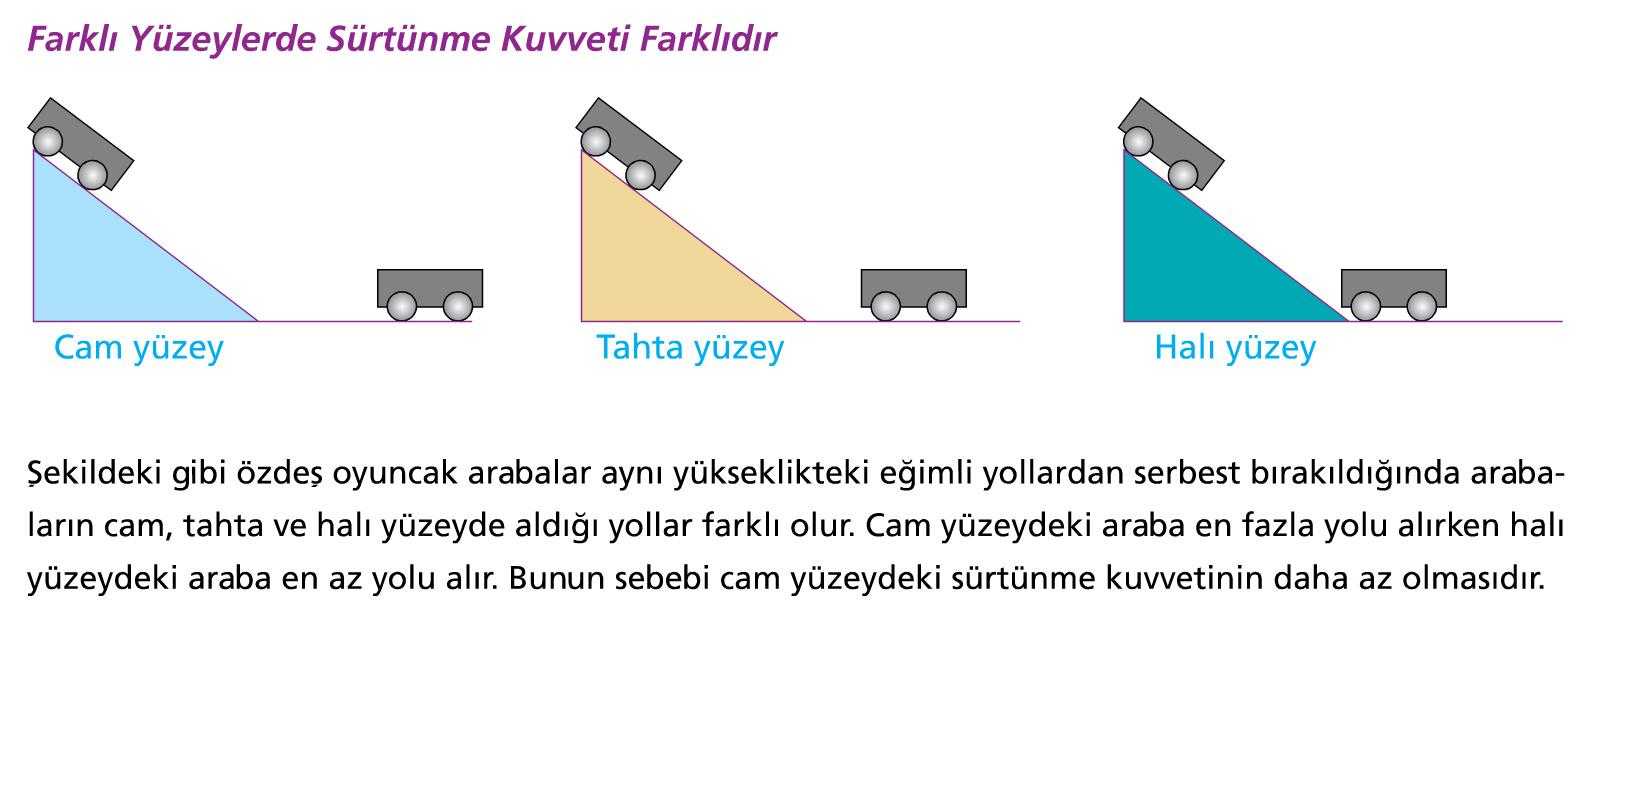 Farklı Yüzeylerde Sürtünme Kuvveti Farklıdır
Cam yüzey
Tahta yüzey
Halı yüzey
Şekildeki gibi özdeş oyuncak arabalar aynı yükseklikteki eğimli yollardan serbest bırakıldığında araba-
ların cam, tahta ve halı yüzeyde aldığı yollar farklı olur. Cam yüzeydeki araba en fazla yolu alırken halı
yüzeydeki araba en az yolu alır. Bunun sebebi cam yüzeydeki sürtünme kuvvetinin daha az olmasıdır.